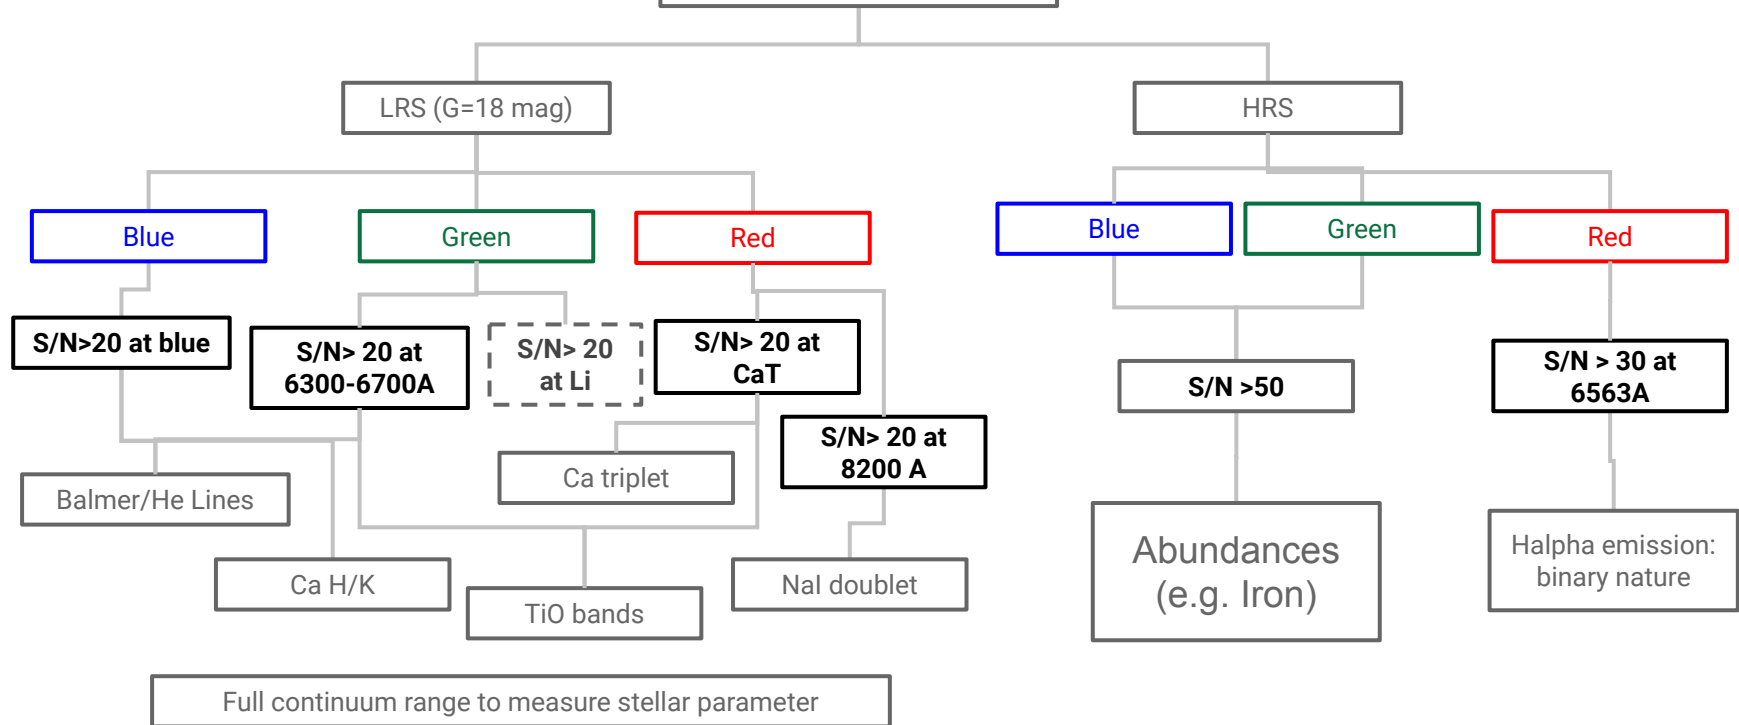 LRS (G=18 mag)
HRS
Blue
Green
Red
Blue
Green
Red
S/N>20 at blue
S/N> 20 at
6300-6700A
S/N> 20
at Li
S/N> 20 at
CaT
S/N> 20 at
8200 A
S/N >50
S/N > 30 at
6563A
Balmer/He Lines
Ca triplet
Ca H/K
TiO bands
NaI doublet
Abundances
(e.g. Iron)
Halpha emission:
binary nature
Full continuum range to measure stellar parameter